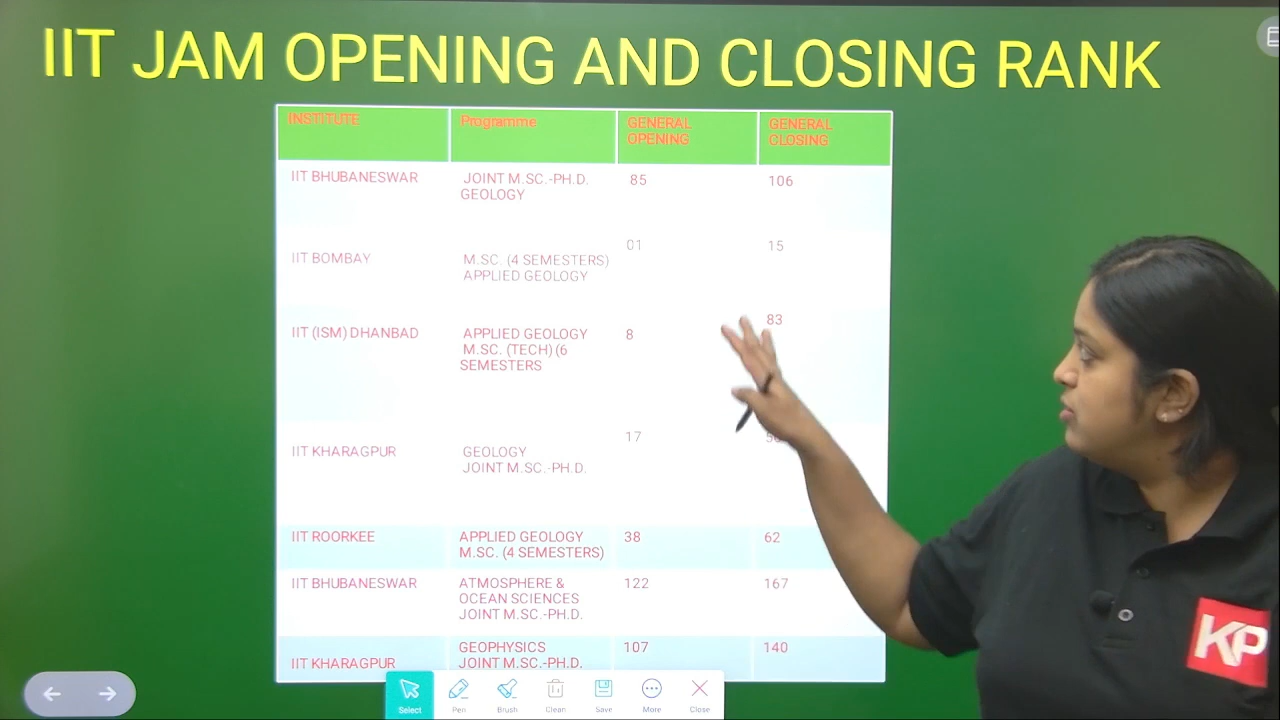 IIT JAM OPENING AND CLOSING RANK
INSTITUTE Programme GENERAL OPENING GENERAL CLOSING
IIT BHUBANESWAR JOINT M.SC.-PH.D. 85 106
GEOLOGY
IIT BOMBAY M.SC. (4 SEMESTERS) 01 15
APPLIED GEOLOGY
IIT (ISM) DHANBAD APPLIED GEOLOGY 8 83
M.SC. (TECH) (6
SEMESTERS
IIT KHARAGPUR GEOLOGY 17
JOINT M.SC.-PH.D.
IIT ROORKEE APPLIED GEOLOGY 38 62
M.SC. (4 SEMESTERS)
IIT BHUBANESWAR ATMOSPHERE & 122 167
OCEAN SCIENCES
JOINT M.SC.-PH.D.
GEOPHYSICS 107 140
IIT KHARAGPUR JOINT M.SC.-PH.D.
Select Pen Brush Clean Save More Close
KP